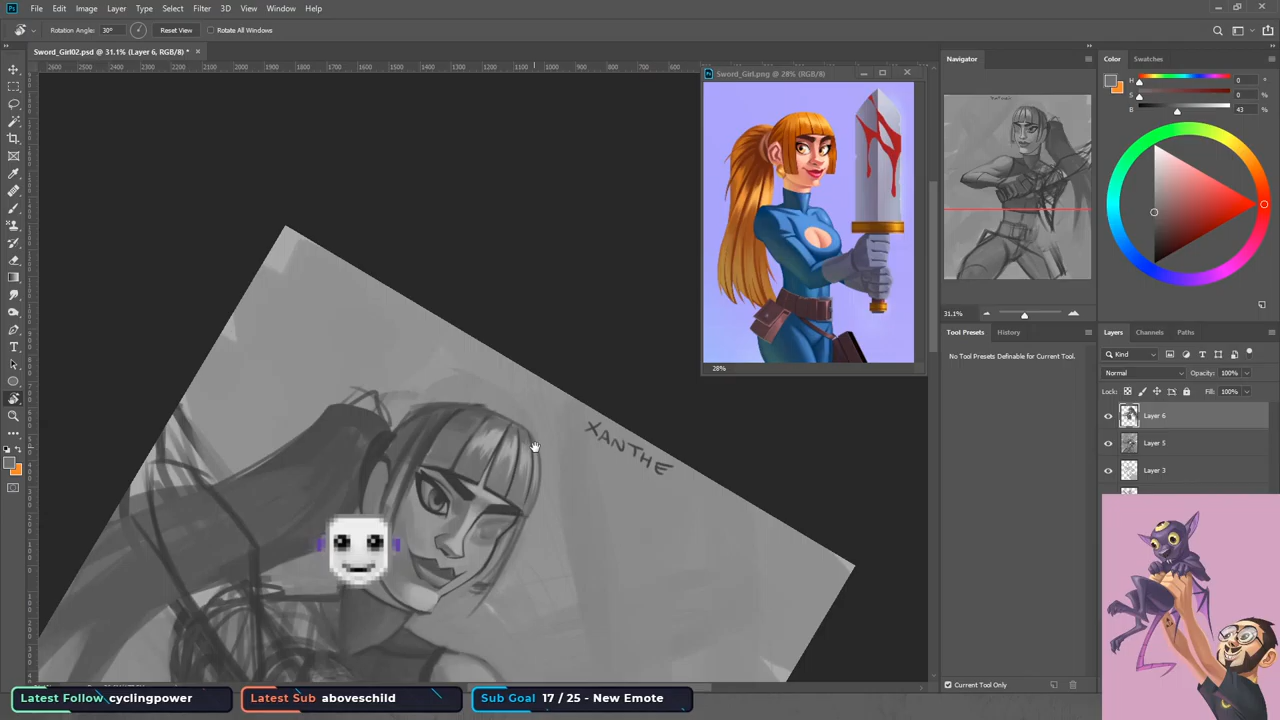 File Edit Image Layer Type Select Filter 3D View Window Help
Rotation Angle: 30° Reset View Rotate All Windows
Sword_Girl02.psd @ 31.1% (Layer 6, RGB/8) *
Sword_Girl.png @ 28% (RGB/8)
28%
XANTHE
Navigator
31.1%
Tool Presets History
No Tool Presets Definable for Current Tool.
Current Tool Only
Color Swatches
H 0 °
S 0 %
B 43 %
Layers Channels Paths
Kind
Normal Opacity: 100%
Lock: Fill: 100%
Layer 6
Layer 5
Layer 3
Latest Follow cyclingpower
Latest Sub aboveschild
Sub Goal 17 / 25 - New Emote